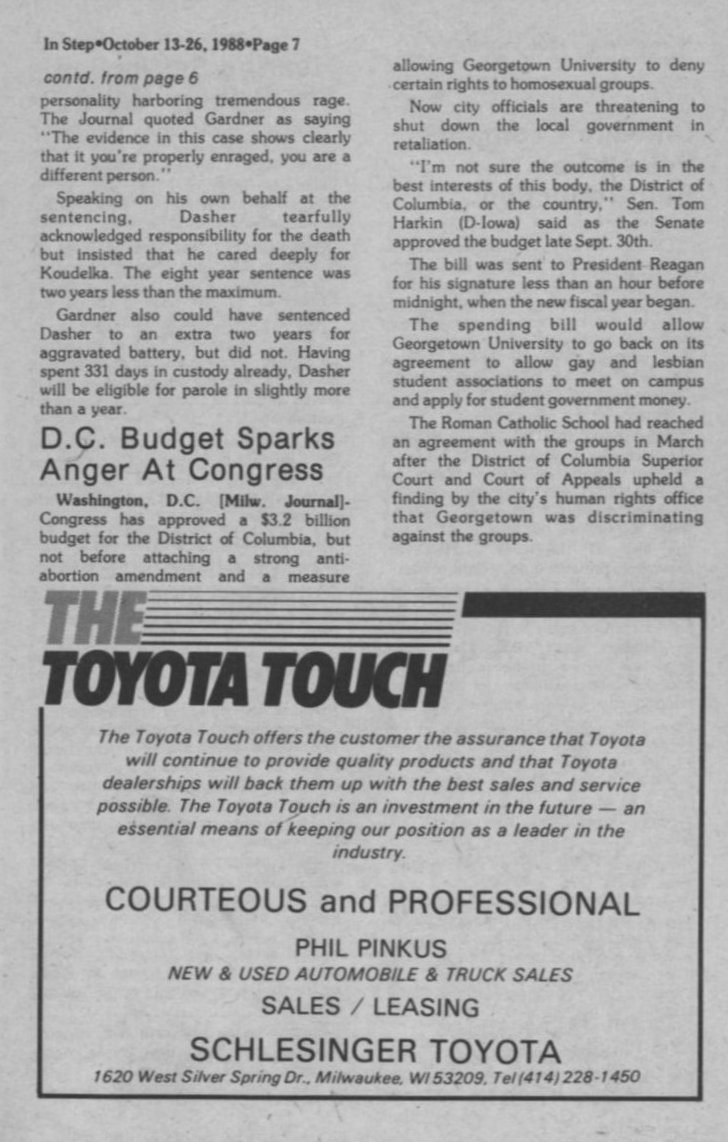 In Step•October 13-26, 1988•Page 7
contd. from page 6
personality harboring tremendous rage.
The Journal quoted Gardner as saying
"The evidence in this case shows clearly
that it you're properly enraged, you are a
different person."
Speaking on his own behalf at the
sentencing, Dasher tearfully
acknowledged responsibility for the death
but insisted that he cared deeply for
Koudelka. The eight year sentence was
two years less than the maximum.
Gardner also could have sentenced
Dasher to an extra two years for
aggravated battery, but did not. Having
spent 331 days in custody already, Dasher
will be eligible for parole in slightly more
than a year.
D.C. Budget Sparks
Anger At Congress
Washington, D.C. [Milw. Journal]-
Congress has approved a $3.2 billion
budget for the District of Columbia, but
not before attaching a strong anti-
abortion amendment and a measure
allowing Georgetown University to deny
certain rights to homosexual groups.
Now city officials are threatening to
shut down the local government in
retaliation.
"I'm not sure the outcome is in the
best interests of this body, the District of
Columbia, or the country," Sen. Tom
Harkin (D-Iowa) said as the Senate
approved the budget late Sept. 30th.
The bill was sent to President Reagan
for his signature less than an hour before
midnight, when the new fiscal year began.
The spending bill would allow
Georgetown University to go back on its
agreement to allow gay and lesbian
student associations to meet on campus
and apply for student government money.
The Roman Catholic School had reached
an agreement with the groups in March
after the District of Columbia Superior
Court and Court of Appeals upheld a
finding by the city's human rights office
that Georgetown was discriminating
against the groups.
THE
TOYOTA TOUCH
The Toyota Touch offers the customer the assurance that Toyota
will continue to provide quality products and that Toyota
dealerships will back them up with the best sales and service
possible. The Toyota Touch is an investment in the future — an
essential means of keeping our position as a leader in the
industry.
COURTEOUS and PROFESSIONAL
PHIL PINKUS
NEW & USED AUTOMOBILE & TRUCK SALES
SALES / LEASING
SCHLESINGER TOYOTA
1620 West Silver Spring Dr., Milwaukee, WI 53209, Tel (414) 228-1450